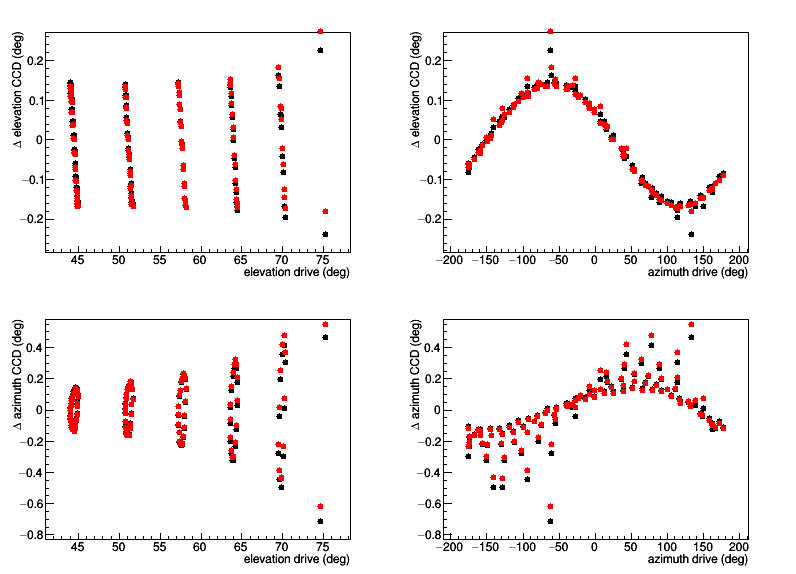 Δ elevation CCD (deg)
0.2
0.1
0
−0.1
−0.2
45 50 55 60 65 70 75
elevation drive (deg)
Δ elevation CCD (deg)
0.2
0.1
0
−0.1
−0.2
−200 −150 −100 −50 0 50 100 150 200
azimuth drive (deg)
Δ azimuth CCD (deg)
0.4
0.2
0
−0.2
−0.4
−0.6
−0.8
45 50 55 60 65 70 75
elevation drive (deg)
Δ azimuth CCD (deg)
0.4
0.2
0
−0.2
−0.4
−0.6
−0.8
−200 −150 −100 −50 0 50 100 150 200
azimuth drive (deg)